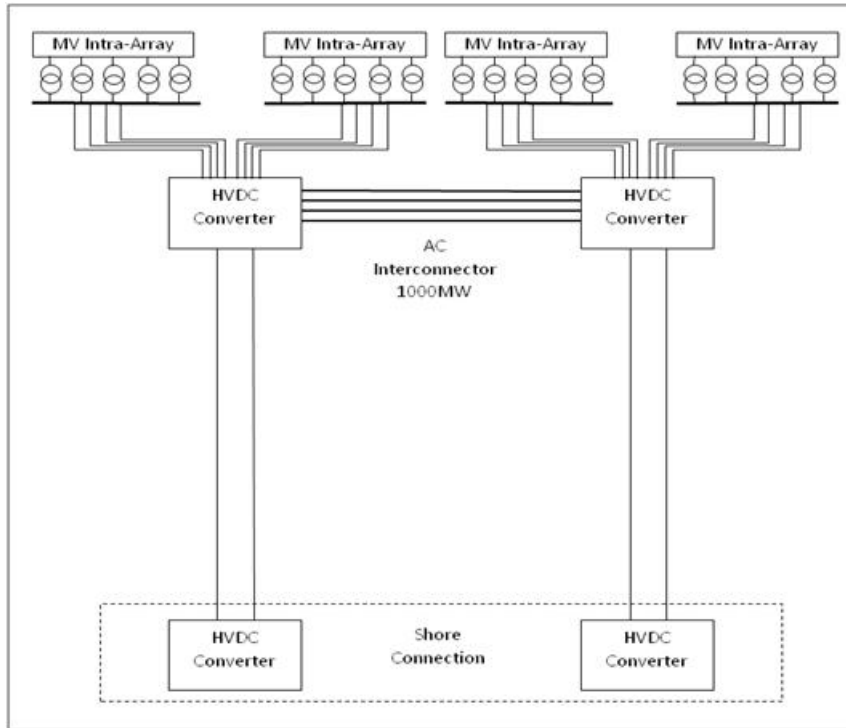 MV Intra-Array
MV Intra-Array
MV Intra-Array
MV Intra-Array
HVDC
Converter
HVDC
Converter
AC
Interconnector
1000MW
HVDC
Converter
Shore
Connection
HVDC
Converter